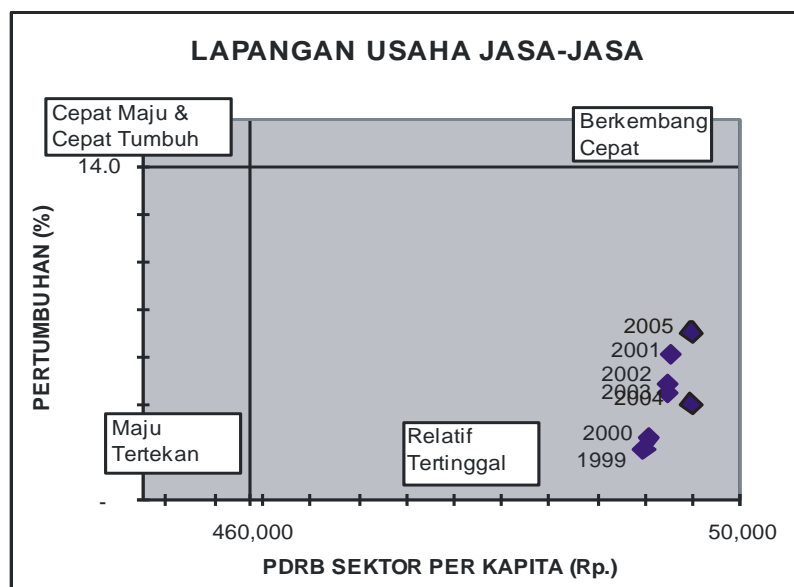 LAPANGAN USAHA JASA-JASA
Cepat Maju &
Cepat Tumbuh
Berkembang
Cepat
14.0
PERTUMBUHAN (%)
2005
2001
2002
2003
2004
2000
1999
Maju
Tertekan
Relatif
Tertinggal
-
460,000
50,000
PDRB SEKTOR PER KAPITA (Rp.)